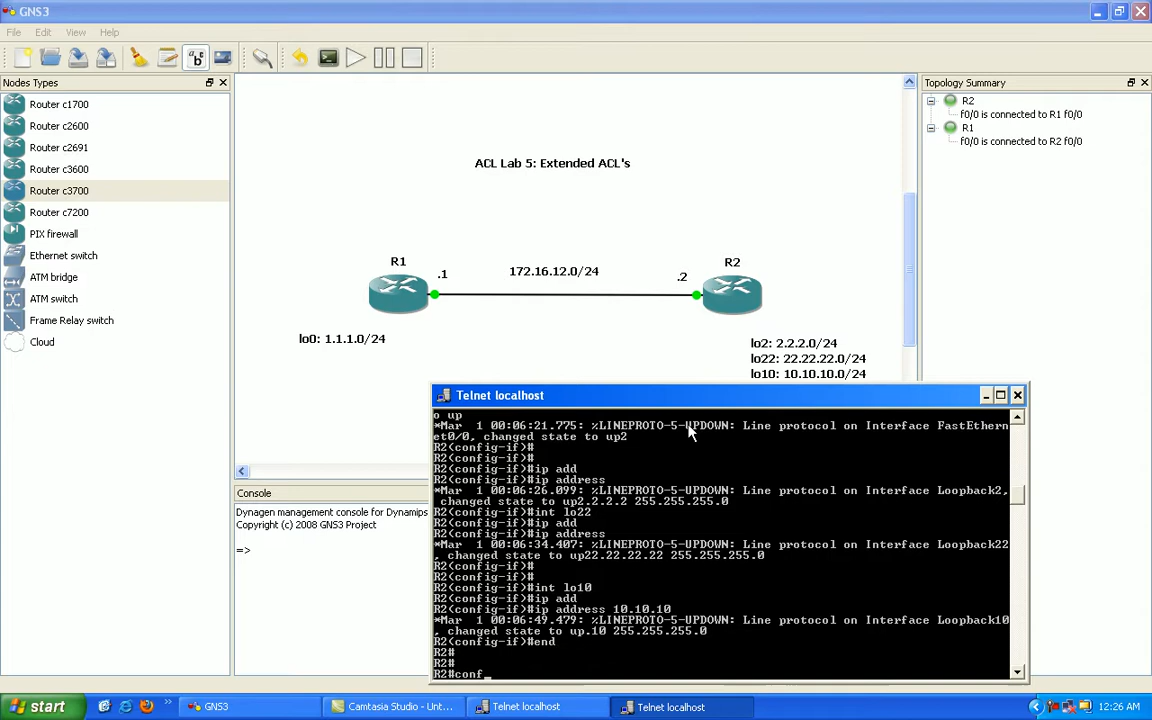 GNS3
File Edit View Help
Nodes Types
Router c1700
Router c2600
Router c2691
Router c3600
Router c3700
Router c7200
PIX firewall
Ethernet switch
ATM bridge
ATM switch
Frame Relay switch
Cloud
ACL Lab 5: Extended ACL's
R1
.1
172.16.12.0/24
.2
R2
lo0: 1.1.1.0/24
lo2: 2.2.2.0/24
lo22: 22.22.22.0/24
lo10: 10.10.10.0/24
Topology Summary
R2
f0/0 is connected to R1 f0/0
R1
f0/0 is connected to R2 f0/0
Console
Dynagen management console for Dynamips
Copyright (c) 2008 GNS3 Project
=>
Telnet localhost
o up
*Mar  1 00:06:21.775: %LINEPROTO-5-UPDOWN: Line protocol on Interface FastEthern
et0/0, changed state to up2
R2(config-if)#
R2(config-if)#
R2(config-if)#ip add
R2(config-if)#ip address
*Mar  1 00:06:26.099: %LINEPROTO-5-UPDOWN: Line protocol on Interface Loopback2,
changed state to up2.2.2.2 255.255.255.0
R2(config-if)#int lo22
R2(config-if)#ip add
R2(config-if)#ip address
*Mar  1 00:06:34.407: %LINEPROTO-5-UPDOWN: Line protocol on Interface Loopback22
, changed state to up22.22.22.22 255.255.255.0
R2(config-if)#
R2(config-if)#
R2(config-if)#int lo10
R2(config-if)#ip add
R2(config-if)#ip address 10.10.10
*Mar  1 00:06:49.479: %LINEPROTO-5-UPDOWN: Line protocol on Interface Loopback10
, changed state to up.10 255.255.255.0
R2(config-if)#end
R2#
R2#
R2#conf_
start
GNS3
Camtasia Studio - Unt...
Telnet localhost
Telnet localhost
12:26 AM